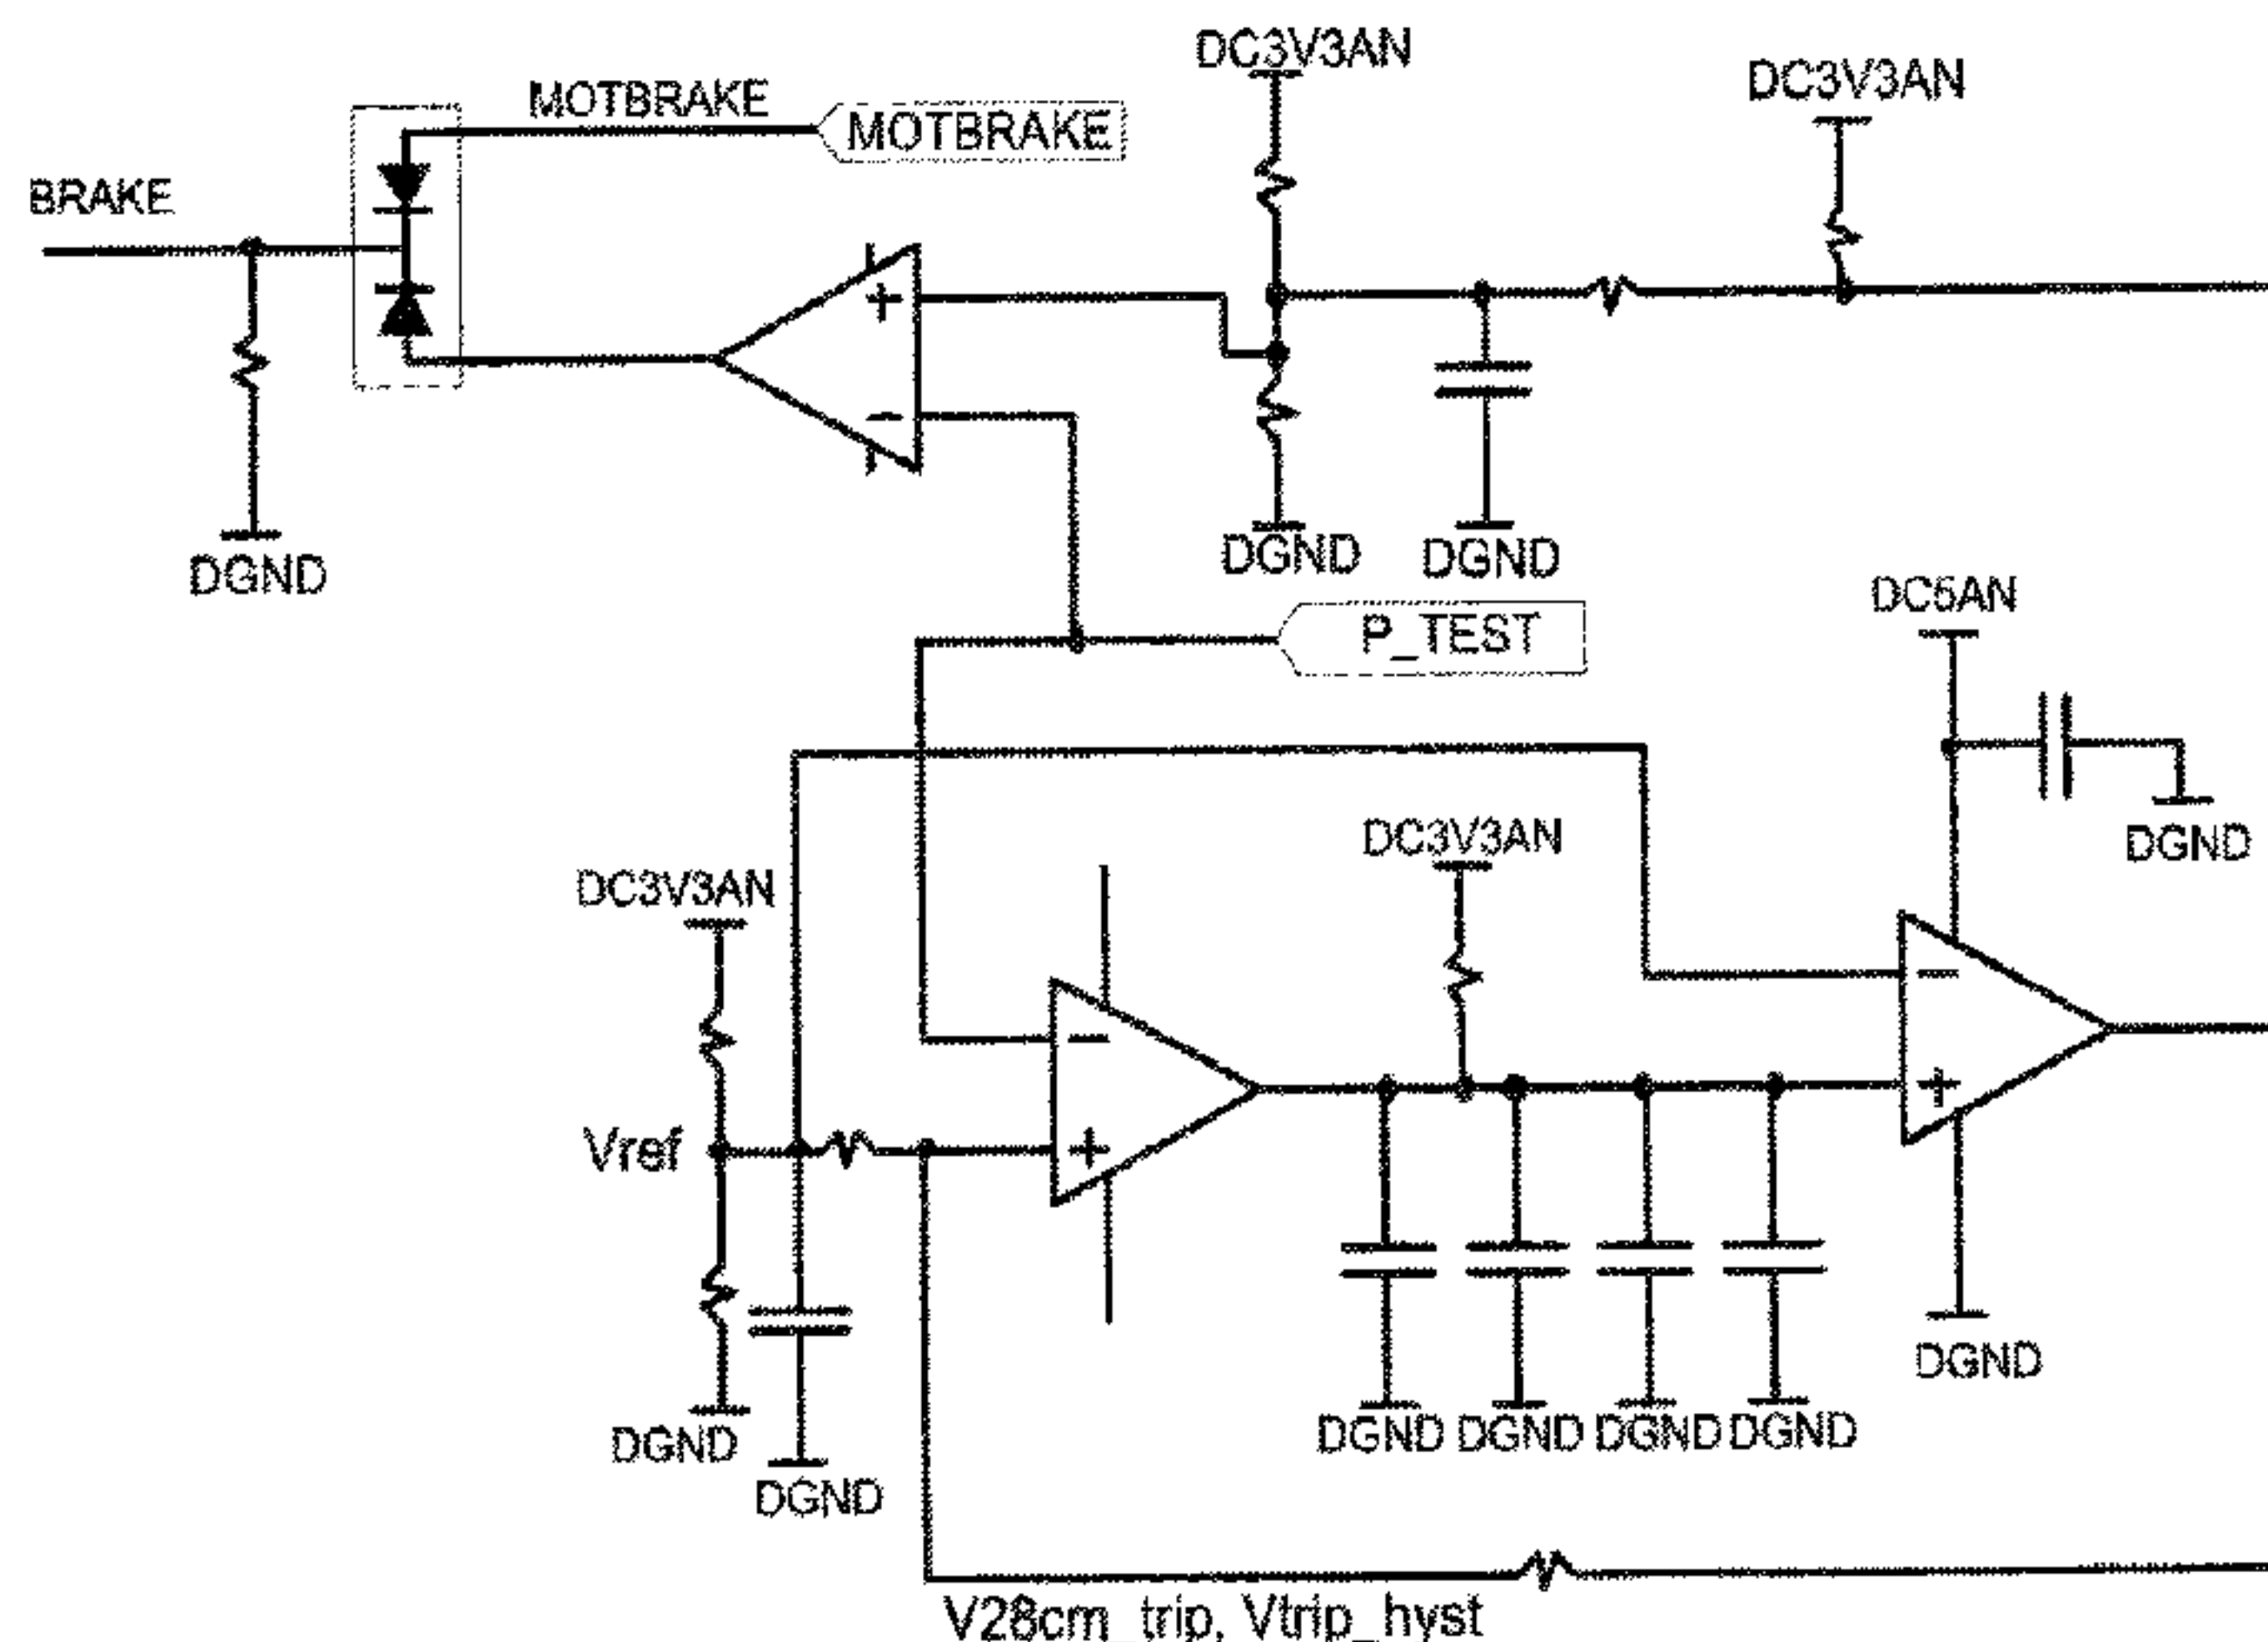 DC3V3AN
DC3V3AN
MOTBRAKE
MOTBRAKE
BRAKE
+
−
DGND
DGND
DGND
DC5AN
P_TEST
DGND
DC3V3AN
DC3V3AN
−
−
+
Vref
+
DGND
DGND
DGND
DGND
DGND
DGND
DGND
V28cm_trip, Vtrip_hyst